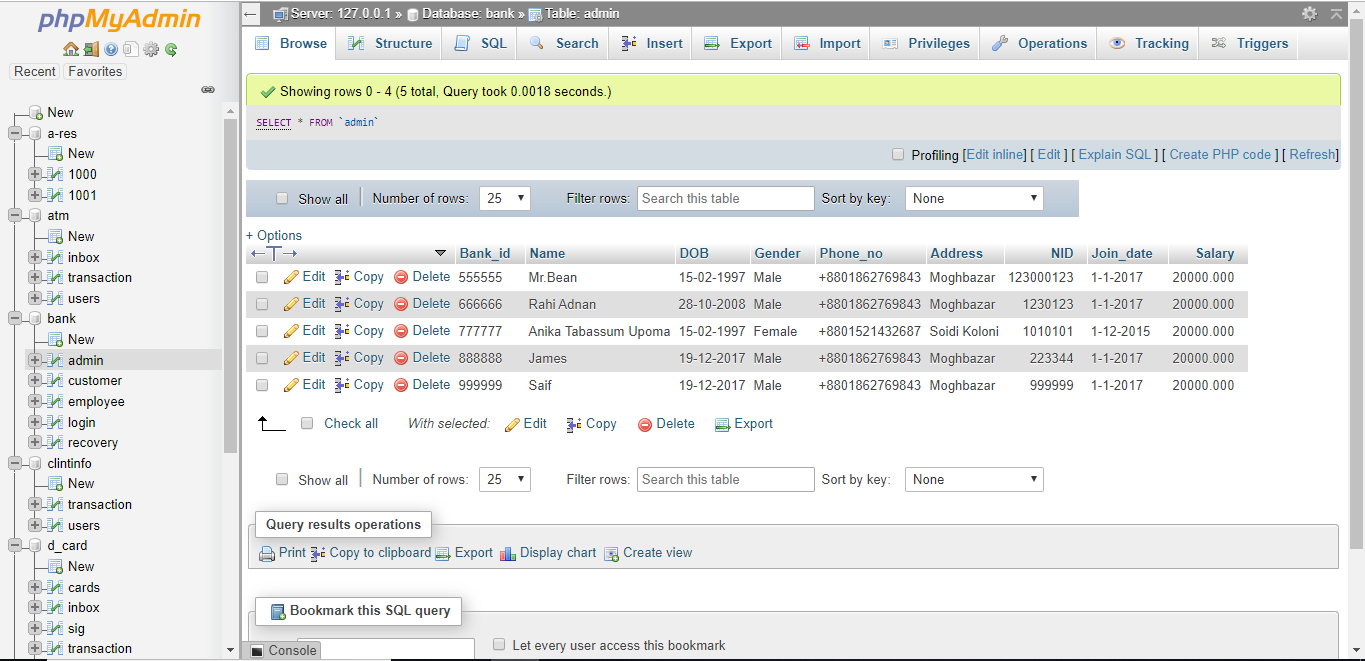 phpMyAdmin
Recent Favorites
New
a-res
New
1000
1001
atm
New
inbox
transaction
users
bank
New
admin
customer
employee
login
recovery
clintinfo
New
transaction
users
d_card
New
cards
inbox
sig
transaction
Server: 127.0.0.1 » Database: bank » Table: admin
Browse Structure SQL Search Insert Export Import Privileges Operations Tracking Triggers
Showing rows 0 - 4 (5 total, Query took 0.0018 seconds.)
SELECT * FROM `admin`
Profiling [Edit inline] [ Edit ] [ Explain SQL ] [ Create PHP code ] [ Refresh]
Show all Number of rows: 25 Filter rows: Search this table Sort by key: None
+ Options
←T→ Bank_id Name DOB Gender Phone_no Address NID Join_date Salary
Edit Copy Delete 555555 Mr.Bean 15-02-1997 Male +8801862769843 Moghbazar 123000123 1-1-2017 20000.000
Edit Copy Delete 666666 Rahi Adnan 28-10-2008 Male +8801862769843 Moghbazar 1230123 1-1-2017 20000.000
Edit Copy Delete 777777 Anika Tabassum Upoma 15-02-1997 Female +8801521432687 Soidi Koloni 1010101 1-12-2015 20000.000
Edit Copy Delete 888888 James 19-12-2017 Male +8801862769843 Moghbazar 223344 1-1-2017 20000.000
Edit Copy Delete 999999 Saif 19-12-2017 Male +8801862769843 Moghbazar 999999 1-1-2017 20000.000
Check all With selected: Edit Copy Delete Export
Show all Number of rows: 25 Filter rows: Search this table Sort by key: None
Query results operations
Print Copy to clipboard Export Display chart Create view
Bookmark this SQL query
Let every user access this bookmark
Console